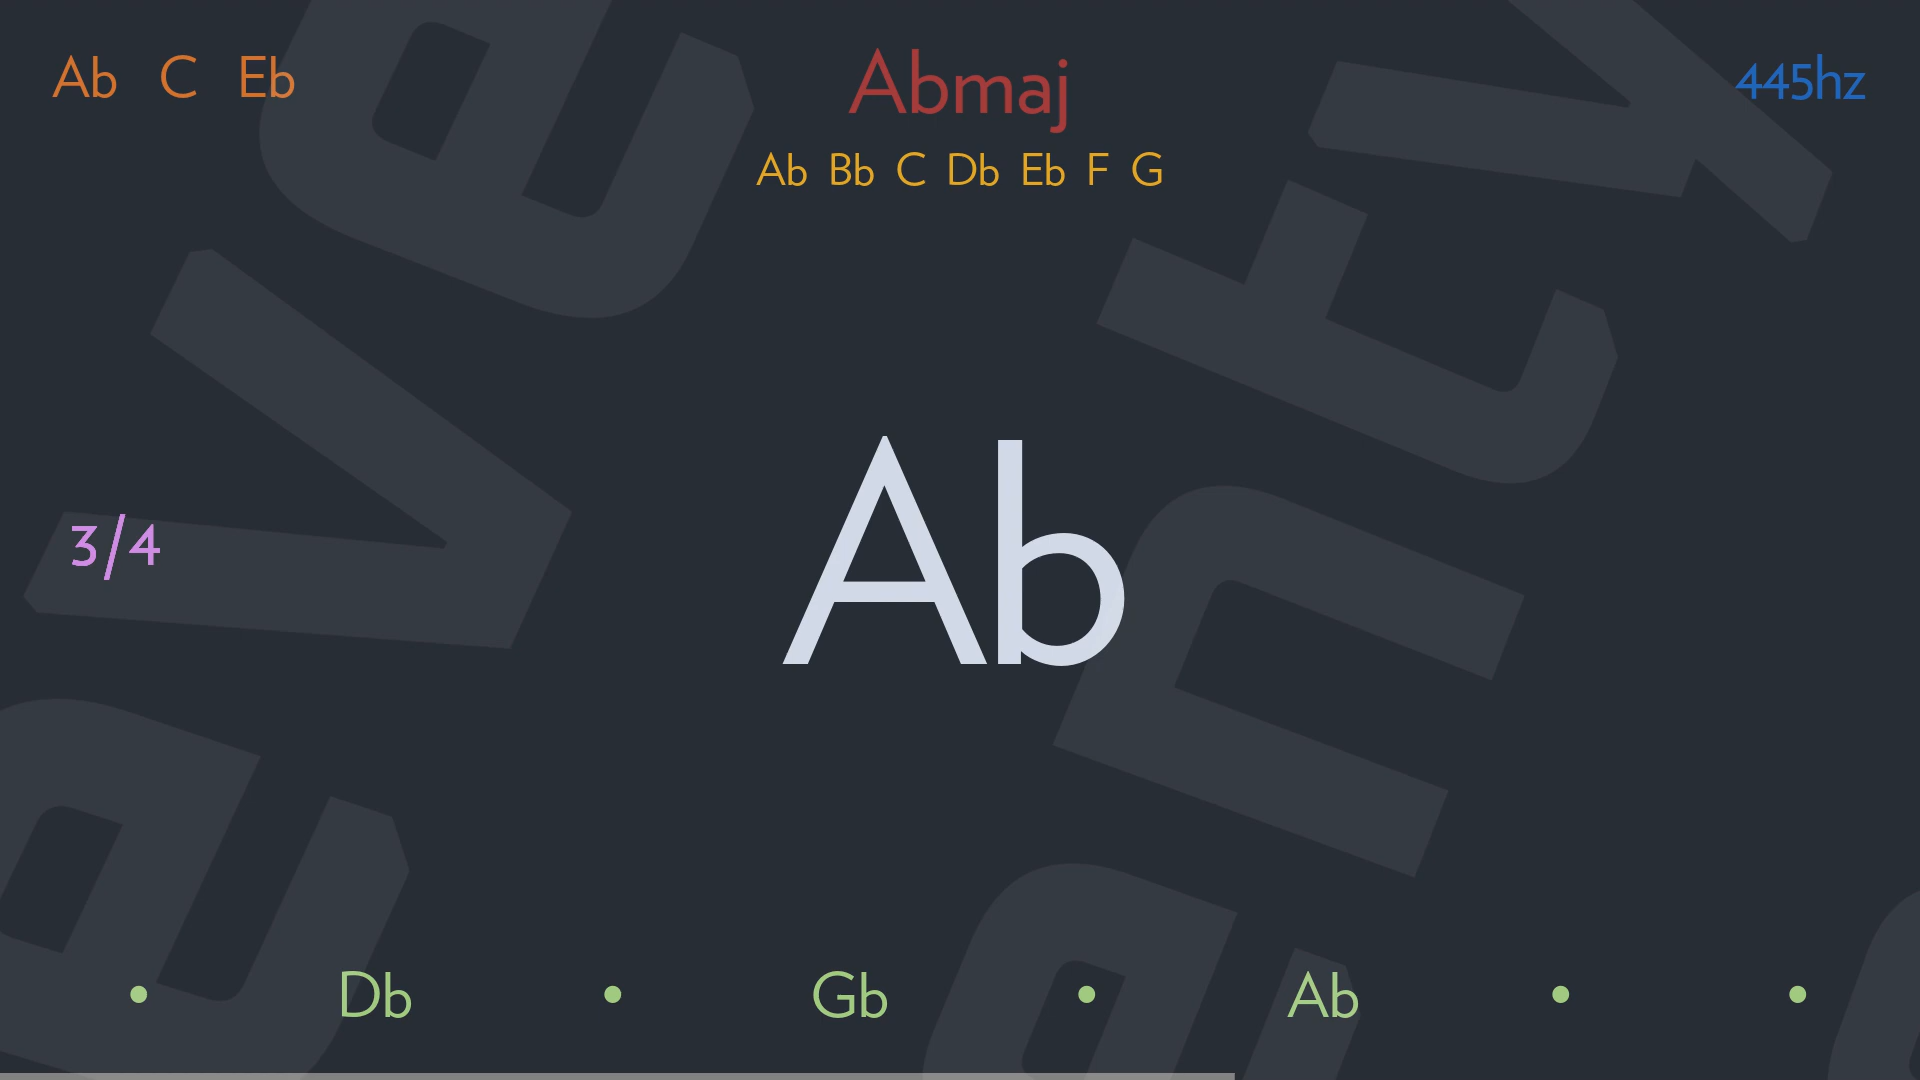 Ab C Eb
Abmaj
445hz
Ab Bb C Db Eb F G
Ab
3/4
• Db • Gb • Ab • •